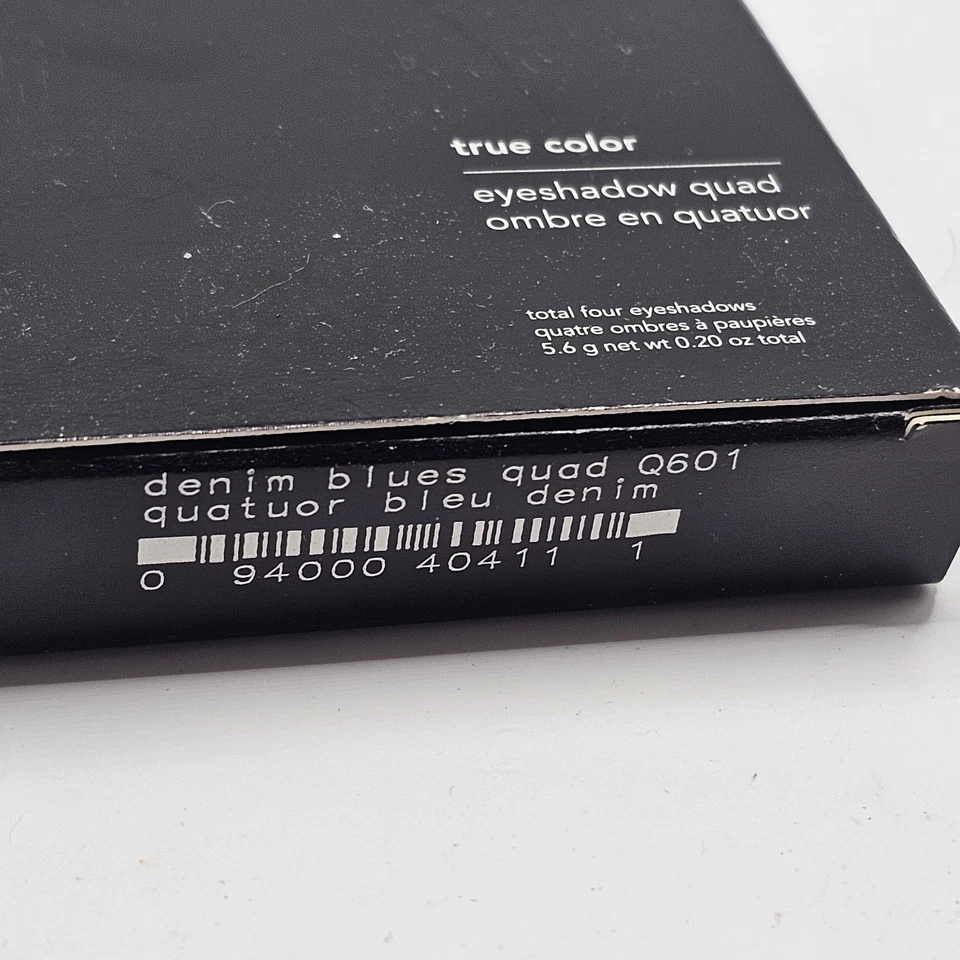 true color
eyeshadow quad
ombre en quatuor
total four eyeshadows
quatre ombres à paupières
5.6 g net wt 0.20 oz total
denim blues quad Q601
quatuor bleu denim
0 94000 40411 1